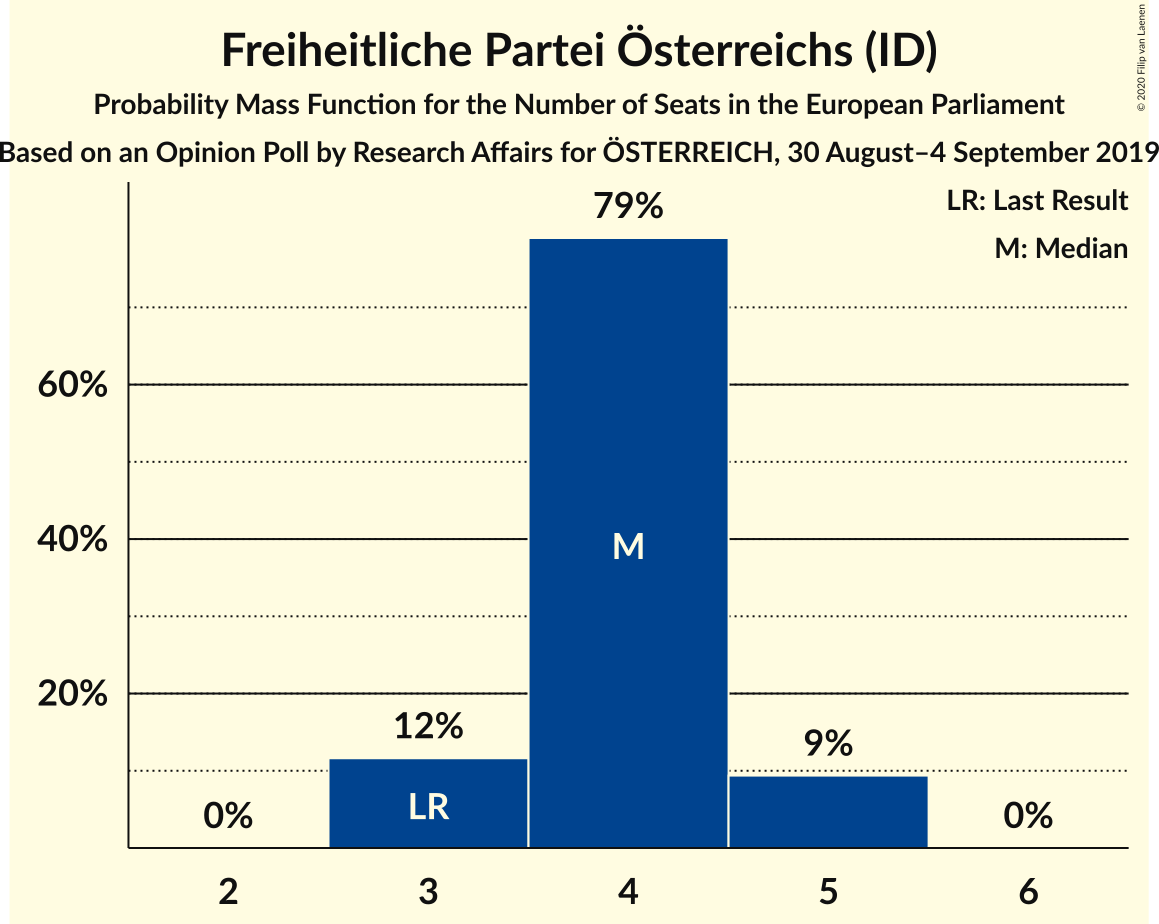 Freiheitliche Partei Österreichs (ID)
Probability Mass Function for the Number of Seats in the European Parliament
Based on an Opinion Poll by Research Affairs for ÖSTERREICH, 30 August–4 September 2019
© 2020 Filip van Laenen
LR: Last Result
M: Median
79%
60%
40%
M
20%
12%
9%
LR
0%
0%
2 3 4 5 6